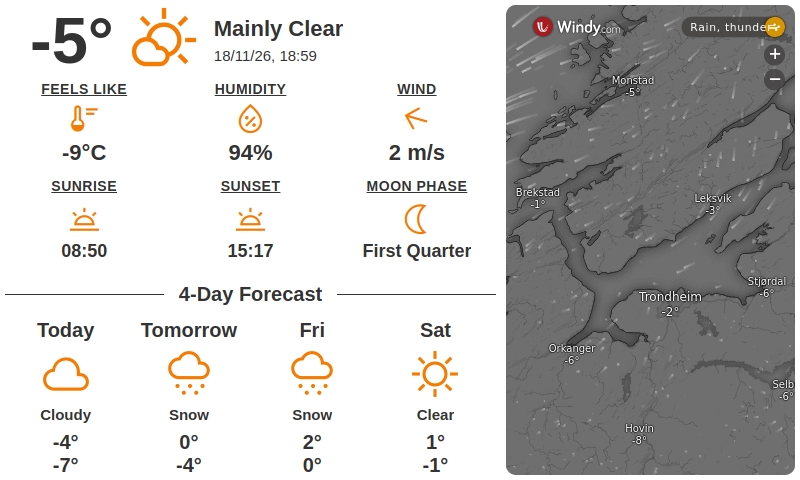 -5°
Mainly Clear
18/11/26, 18:59
FEELS LIKE
HUMIDITY
WIND
-9°C
94%
2 m/s
SUNRISE
SUNSET
MOON PHASE
08:50
15:17
First Quarter
4-Day Forecast
Today
Tomorrow
Fri
Sat
Cloudy
Snow
Snow
Clear
-4°
0°
2°
1°
-7°
-4°
0°
-1°
Windy.com
Rain, thunde
+
−
Monstad
-5°
Brekstad
-1°
Leksvik
-3°
Stjørdal
-6°
Trondheim
-2°
Orkanger
-6°
Selb
-6°
Hovin
-8°